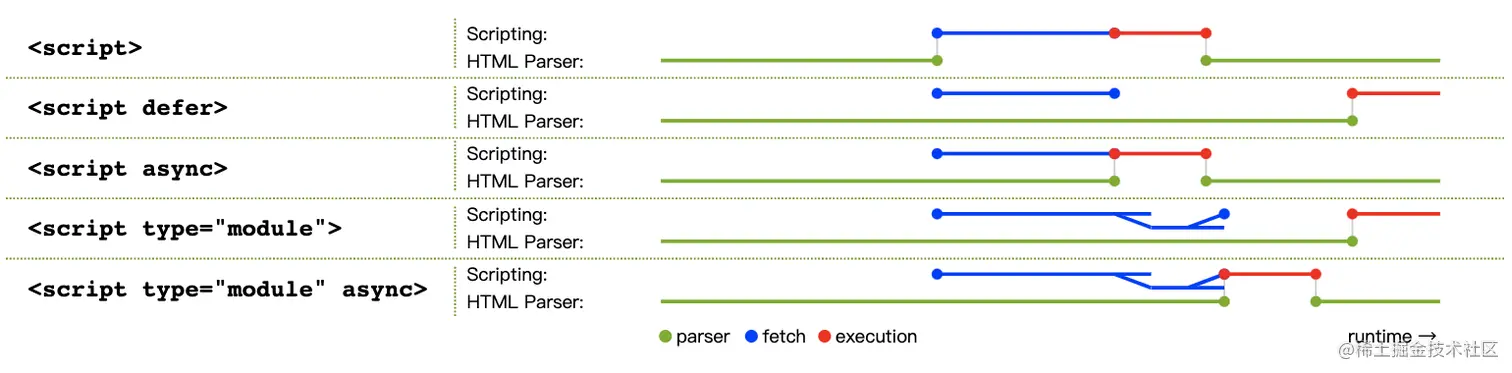 <script>
Scripting:
HTML Parser:
<script defer>
Scripting:
HTML Parser:
<script async>
Scripting:
HTML Parser:
<script type="module">
Scripting:
HTML Parser:
<script type="module" async>
Scripting:
HTML Parser:
parser fetch execution runtime →
@稀土掘金技术社区